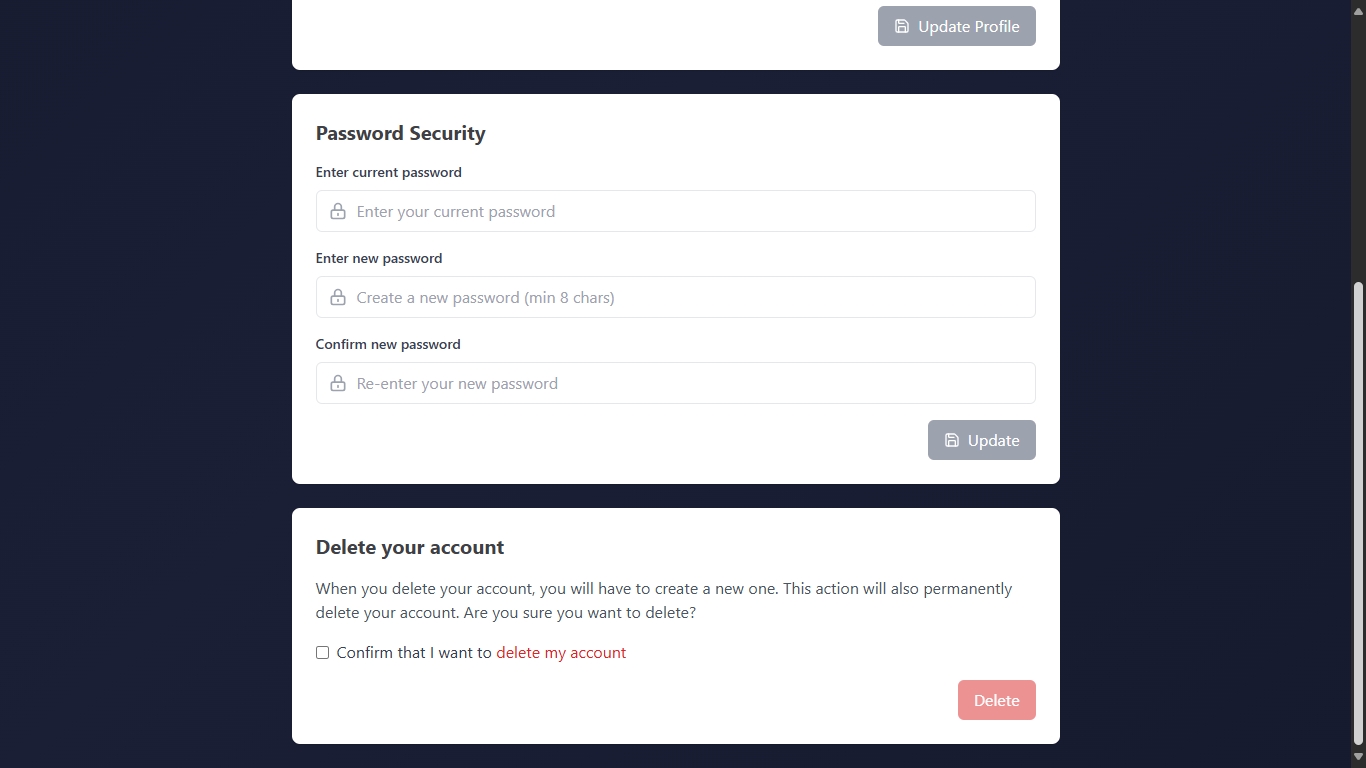 Update Profile
Password Security
Enter current password
Enter your current password
Enter new password
Create a new password (min 8 chars)
Confirm new password
Re-enter your new password
Update
Delete your account
When you delete your account, you will have to create a new one. This action will also permanently
delete your account. Are you sure you want to delete?
Confirm that I want to delete my account
Delete